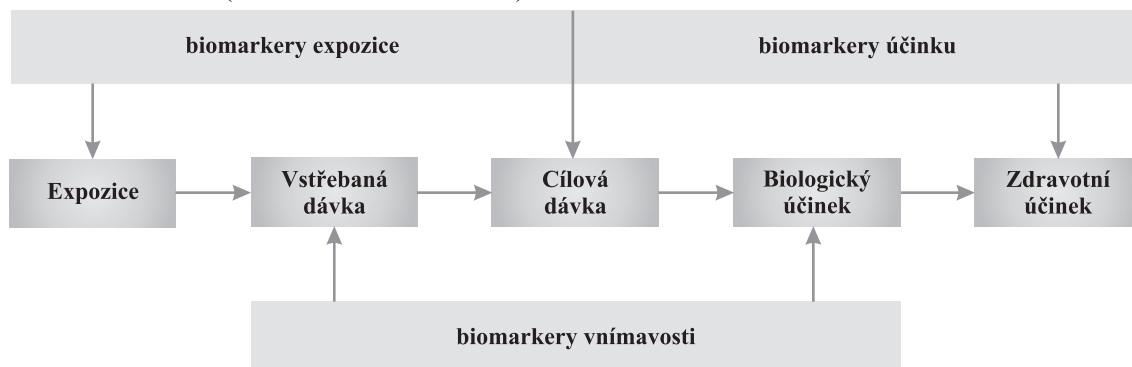 biomarkery expozice
biomarkery účinku
Expozice
Vstřebaná
dávka
Cílová
dávka
Biologický
účinek
Zdravotní
účinek
biomarkery vnímavosti